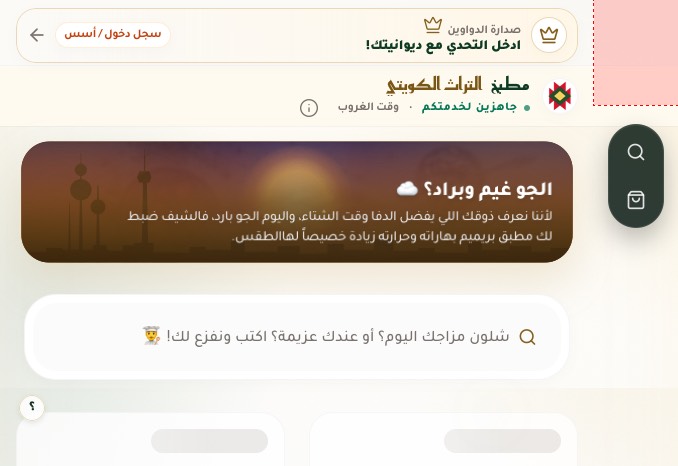 صدارة الدواوين
ادخل التحدي مع ديوانيتك!
سجل دخول / أسس
مطبخ التراث الكويتي
جاهزين لخدمتكم · وقت الغروب
الجو غيم وبراد؟ ☁️
لأننا نعرف ذوقك اللي يفضل الدفا وقت الشتاء، واليوم الجو بارد، فالشيف ضبط
لك مطبق بريميم بهاراته وحرارته زيادة خصيصاً لهاالطقس.
شلون مزاجك اليوم؟ أو عندك عزيمة؟ اكتب ونفزع لك! 👨‍🍳
؟